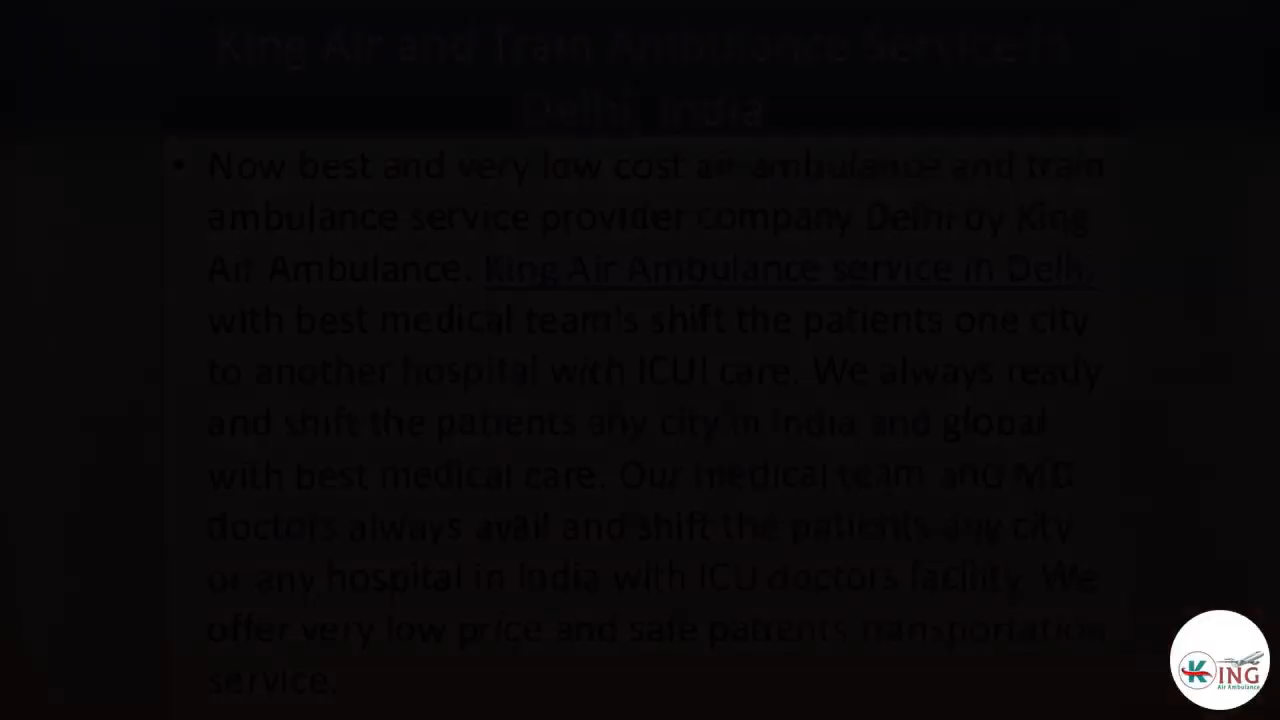 King Air and Train Ambulance Service in
Delhi, India
• Now best and very low cost air ambulance and train
ambulance service provider company Delhi by King
Air Ambulance. King Air Ambulance service in Delhi
with best medical team's shift the patients one city
to another hospital with ICU care. We always ready
and shift the patients any city in India and global
with best medical care. Our medical team and MD
doctors always avail and shift the patients any city
or any hospital in India with ICU doctors facility. We
offer very low price and safe patients transportation
service.
KING
Air Ambulance